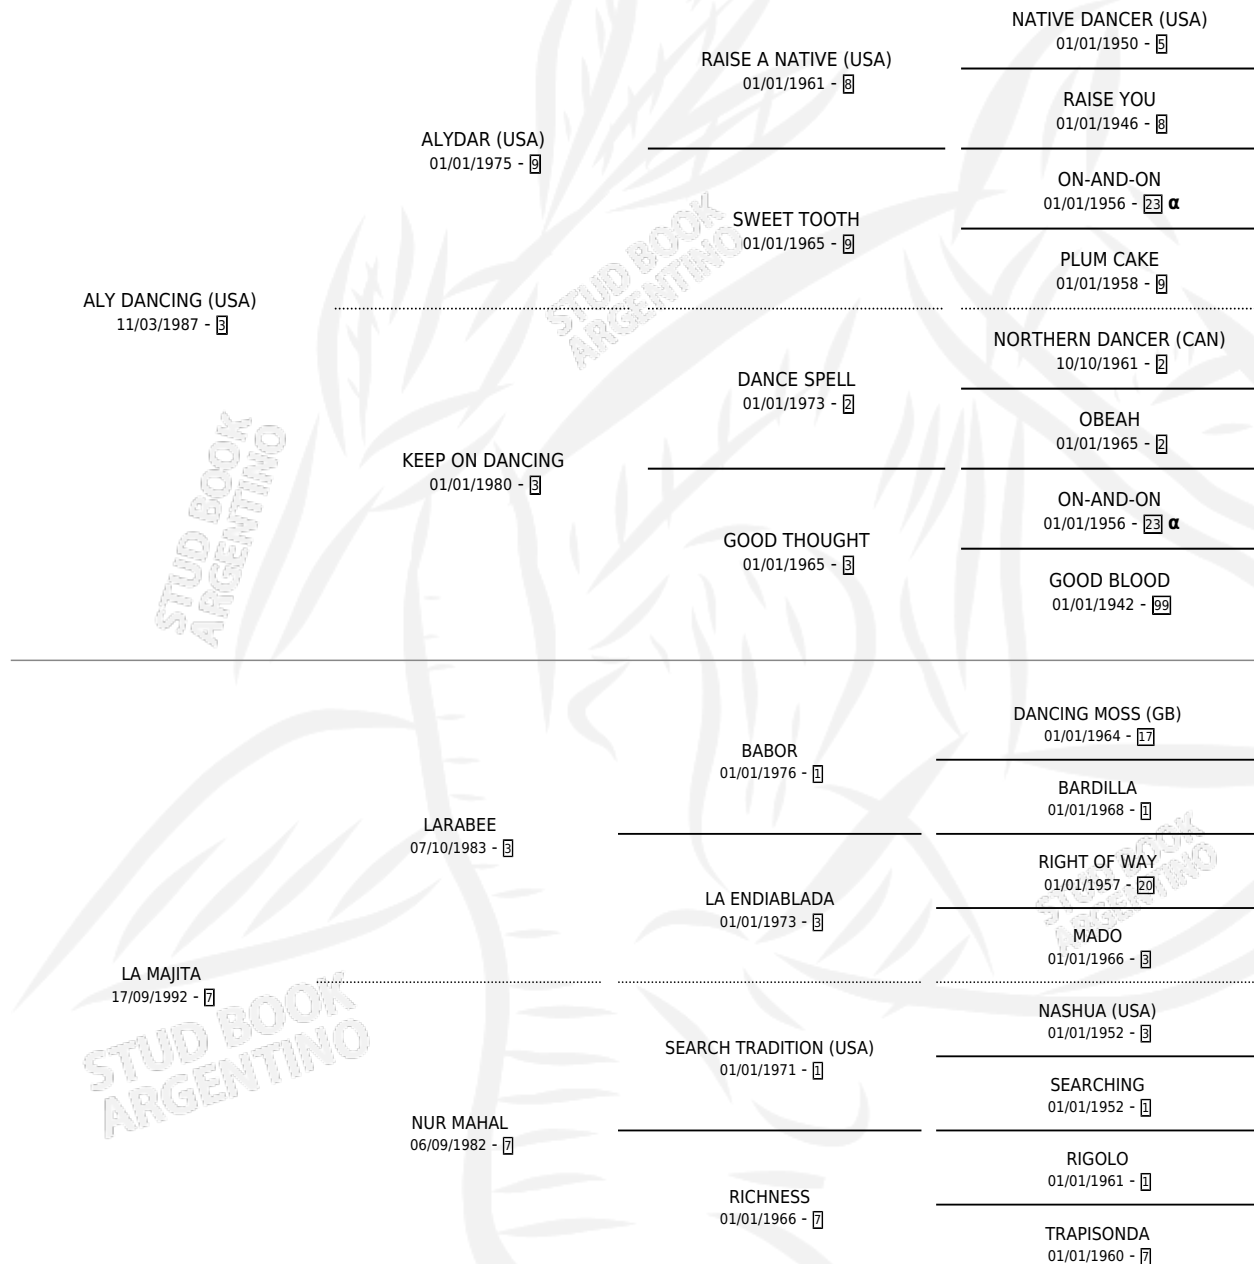 NATIVE DANCER (USA)
01/01/1950 - 5
RAISE A NATIVE (USA)
01/01/1961 - 8
RAISE YOU
01/01/1946 - 8
ALYDAR (USA)
01/01/1975 - 9
ON-AND-ON
01/01/1956 - 23 α
SWEET TOOTH
01/01/1965 - 9
PLUM CAKE
01/01/1958 - 9
STUD BOOK
ARGENTINO
ALY DANCING (USA)
11/03/1987 - 3
NORTHERN DANCER (CAN)
10/10/1961 - 2
DANCE SPELL
01/01/1973 - 2
OBEAH
01/01/1965 - 2
KEEP ON DANCING
01/01/1980 - 3
STUD BOOK
ARGENTINO
ON-AND-ON
01/01/1956 - 23 α
GOOD THOUGHT
01/01/1965 - 3
GOOD BLOOD
01/01/1942 - 99
DANCING MOSS (GB)
01/01/1964 - 17
BABOR
01/01/1976 - 1
BARDILLA
01/01/1968 - 1
LARABEE
07/10/1983 - 3
RIGHT OF WAY
01/01/1957 - 20
STUD BOOK
ARGENTINO
LA ENDIABLADA
01/01/1973 - 3
MADO
01/01/1966 - 3
LA MAJITA
17/09/1992 - 7
STUD BOOK
ARGENTINO
NASHUA (USA)
01/01/1952 - 3
SEARCH TRADITION (USA)
01/01/1971 - 1
SEARCHING
01/01/1952 - 1
NUR MAHAL
06/09/1982 - 7
RIGOLO
01/01/1961 - 1
RICHNESS
01/01/1966 - 7
TRAPISONDA
01/01/1960 - 7